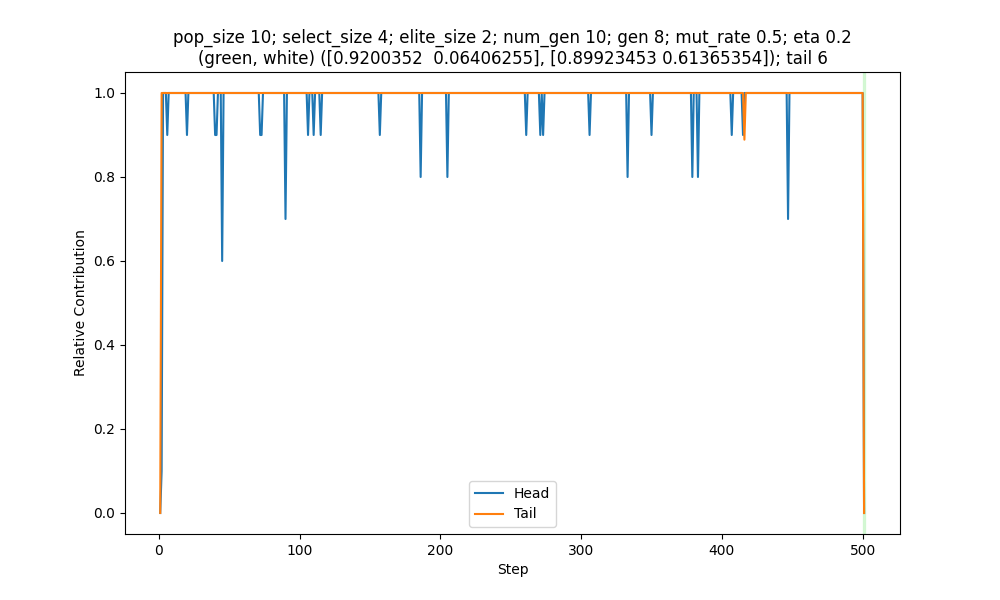 pop_size 10; select_size 4; elite_size 2; num_gen 10; gen 8; mut_rate 0.5; eta 0.2
(green, white) ([0.9200352  0.06406255], [0.89923453 0.61365354]); tail 6
1.0
0.8
0.6
0.4
0.2
0.0
Relative Contribution
Head
Tail
0
100
200
300
400
500
Step